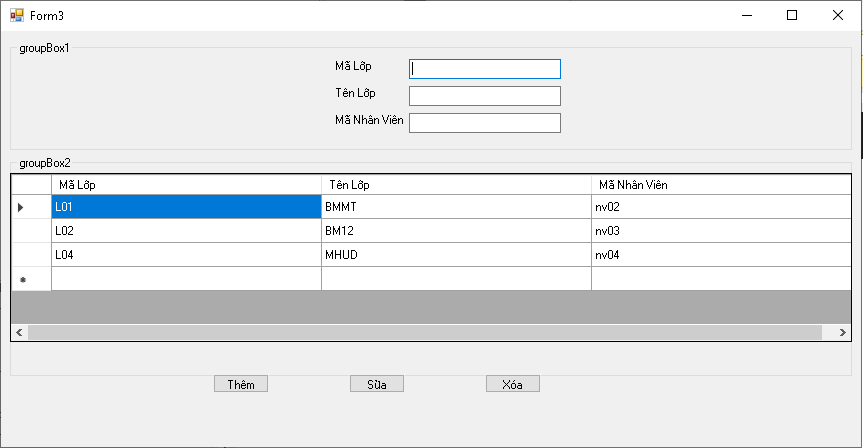 Form3
groupBox1
Mã Lớp
Tên Lớp
Mã Nhân Viên
groupBox2
Mã Lớp Tên Lớp Mã Nhân Viên
L01 BMMT nv02
L02 BM12 nv03
L04 MHUD nv04
Thêm Sửa Xóa